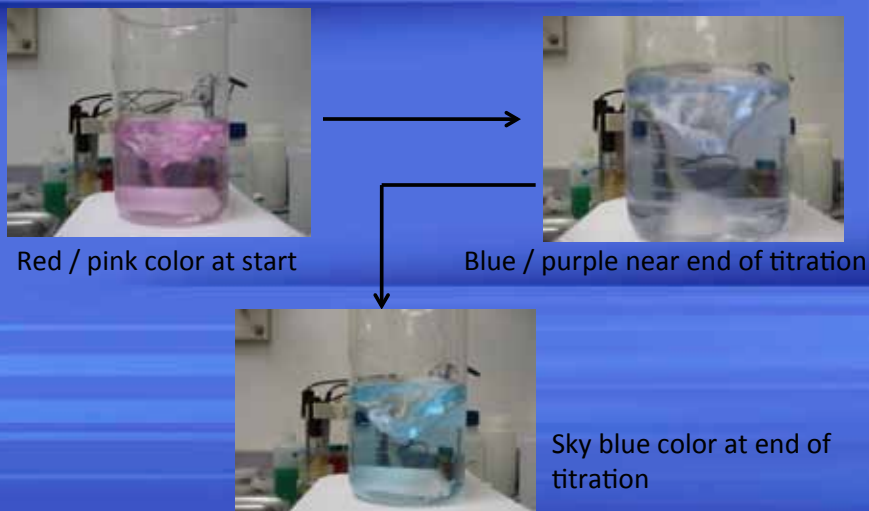 Red / pink color at start
Blue / purple near end of titration
Sky blue color at end of
titration